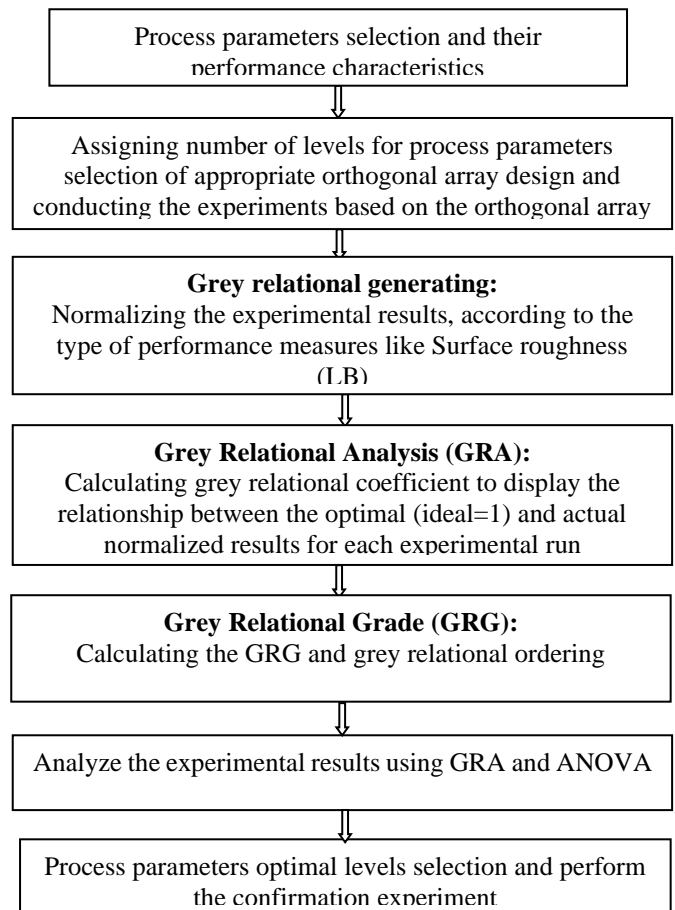 Process parameters selection and their
performance characteristics
Assigning number of levels for process parameters
selection of appropriate orthogonal array design and
conducting the experiments based on the orthogonal array
Grey relational generating:
Normalizing the experimental results, according to the
type of performance measures like Surface roughness
(LB)
Grey Relational Analysis (GRA):
Calculating grey relational coefficient to display the
relationship between the optimal (ideal=1) and actual
normalized results for each experimental run
Grey Relational Grade (GRG):
Calculating the GRG and grey relational ordering
Analyze the experimental results using GRA and ANOVA
Process parameters optimal levels selection and perform
the confirmation experiment